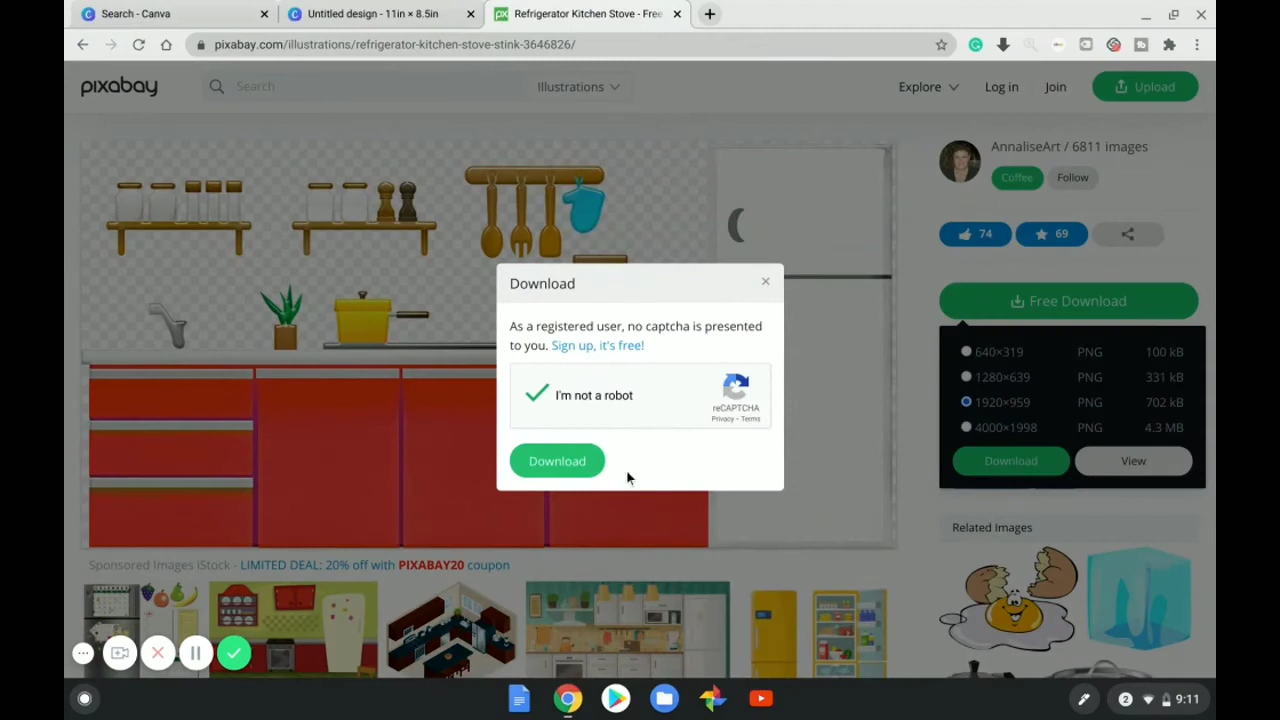 Search - Canva
Untitled design - 11in × 8.5in
Refrigerator Kitchen Stove - Free
pixabay.com/illustrations/refrigerator-kitchen-stove-stink-3646826/
pixabay
Search
Illustrations
Explore
Log in
Join
Upload
AnnaliseArt / 6811 images
Coffee
Follow
74
69
Free Download
640×319 PNG 100 kB
1280×639 PNG 331 kB
1920×959 PNG 702 kB
4000×1998 PNG 4.3 MB
Download
View
Download
As a registered user, no captcha is presented
to you. Sign up, it's free!
I'm not a robot
reCAPTCHA
Privacy - Terms
Download
Related Images
Sponsored Images iStock - LIMITED DEAL: 20% off with PIXABAY20 coupon
2
9:11